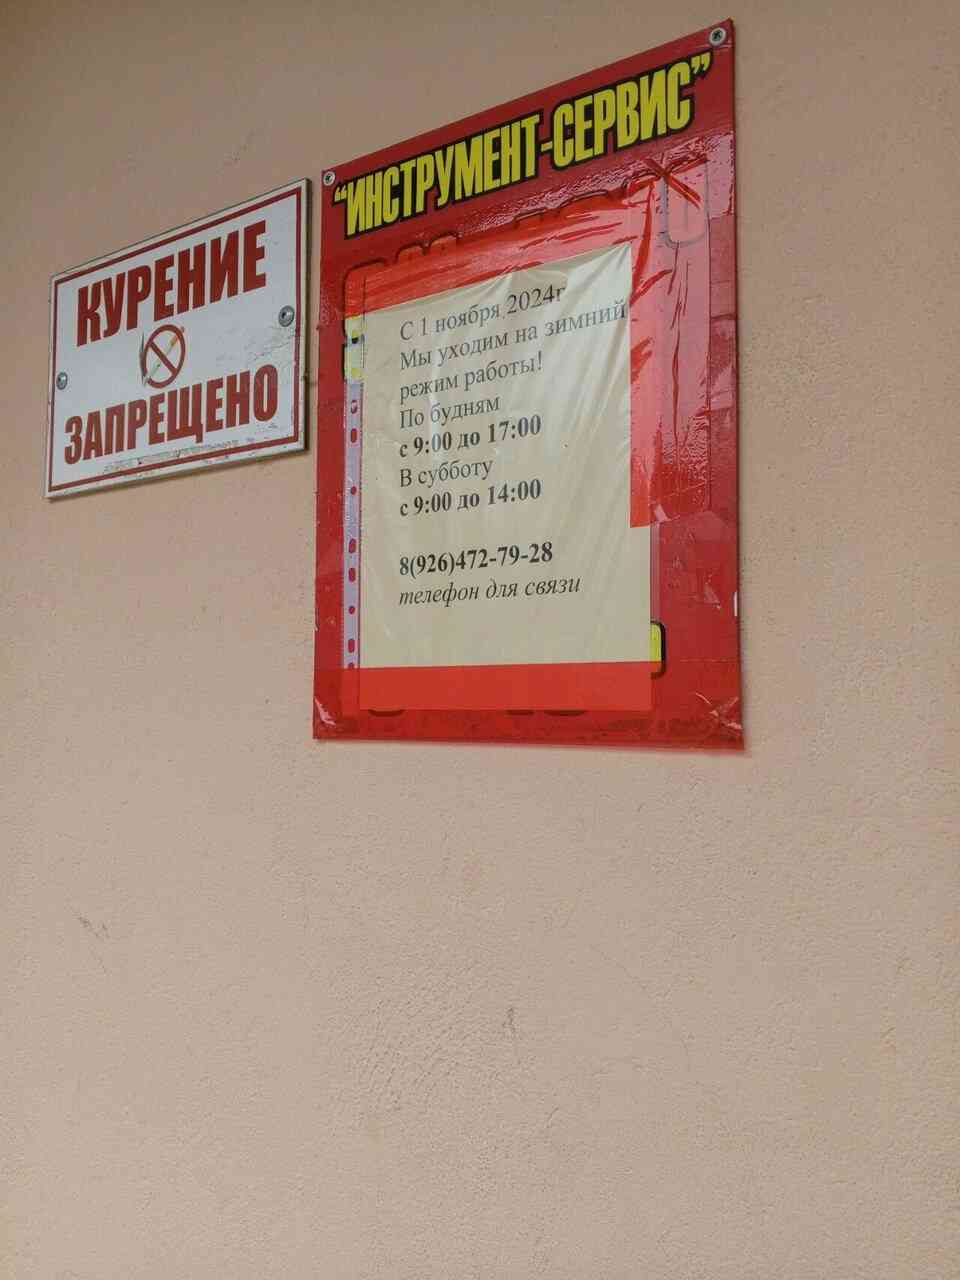 КУРЕНИЕ
ЗАПРЕЩЕНО
“ИНСТРУМЕНТ-СЕРВИС”
С 1 ноября 2024г
Мы уходим на зимний
режим работы!
По будням
с 9:00 до 17:00
В субботу
с 9:00 до 14:00
8(926)472-79-28
телефон для связи